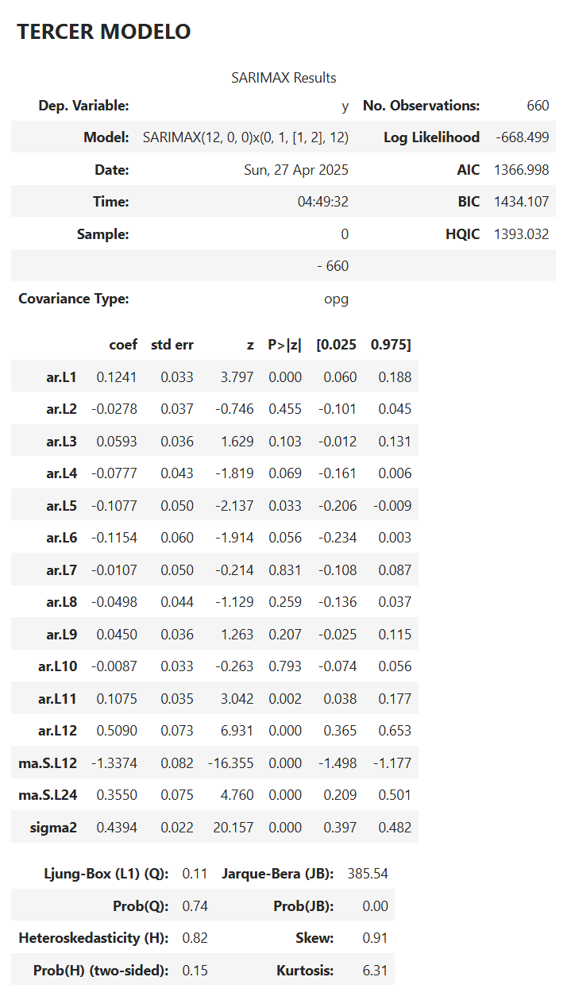 TERCER MODELO
SARIMAX Results
Dep. Variable: y No. Observations: 660
Model: SARIMAX(12, 0, 0)x(0, 1, [1, 2], 12) Log Likelihood -668.499
Date: Sun, 27 Apr 2025 AIC 1366.998
Time: 04:49:32 BIC 1434.107
Sample: 0 HQIC 1393.032
- 660
Covariance Type: opg
coef std err z P>|z| [0.025 0.975]
ar.L1 0.1241 0.033 3.797 0.000 0.060 0.188
ar.L2 -0.0278 0.037 -0.746 0.455 -0.101 0.045
ar.L3 0.0593 0.036 1.629 0.103 -0.012 0.131
ar.L4 -0.0777 0.043 -1.819 0.069 -0.161 0.006
ar.L5 -0.1077 0.050 -2.137 0.033 -0.206 -0.009
ar.L6 -0.1154 0.060 -1.914 0.056 -0.234 0.003
ar.L7 -0.0107 0.050 -0.214 0.831 -0.108 0.087
ar.L8 -0.0498 0.044 -1.129 0.259 -0.136 0.037
ar.L9 0.0450 0.036 1.263 0.207 -0.025 0.115
ar.L10 -0.0087 0.033 -0.263 0.793 -0.074 0.056
ar.L11 0.1075 0.035 3.042 0.002 0.038 0.177
ar.L12 0.5090 0.073 6.931 0.000 0.365 0.653
ma.S.L12 -1.3374 0.082 -16.355 0.000 -1.498 -1.177
ma.S.L24 0.3550 0.075 4.760 0.000 0.209 0.501
sigma2 0.4394 0.022 20.157 0.000 0.397 0.482
Ljung-Box (L1) (Q): 0.11 Jarque-Bera (JB): 385.54
Prob(Q): 0.74 Prob(JB): 0.00
Heteroskedasticity (H): 0.82 Skew: 0.91
Prob(H) (two-sided): 0.15 Kurtosis: 6.31